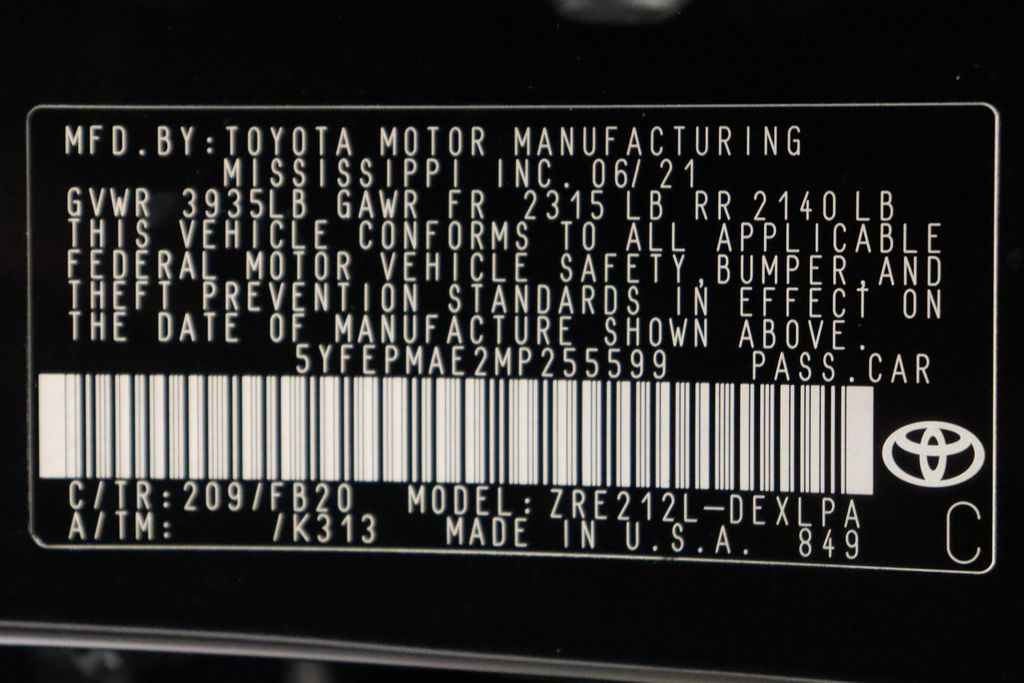 MFD.BY:TOYOTA MOTOR MANUFACTURING
MISSISSIPPI INC. 06/21
GVWR 3935LB GAWR FR 2315 LB RR 2140 LB
THIS VEHICLE CONFORMS TO ALL APPLICABLE
FEDERAL MOTOR VEHICLE SAFETY,BUMPER,AND
THEFT PREVENTION STANDARDS IN EFFECT ON
THE DATE OF MANUFACTURE SHOWN ABOVE.
5YFEPMAE2MP255599 PASS.CAR
C/TR:209/FB20 MODEL:ZRE212L-DEXLPA
A/TM: /K313 MADE IN U.S.A. 849
C